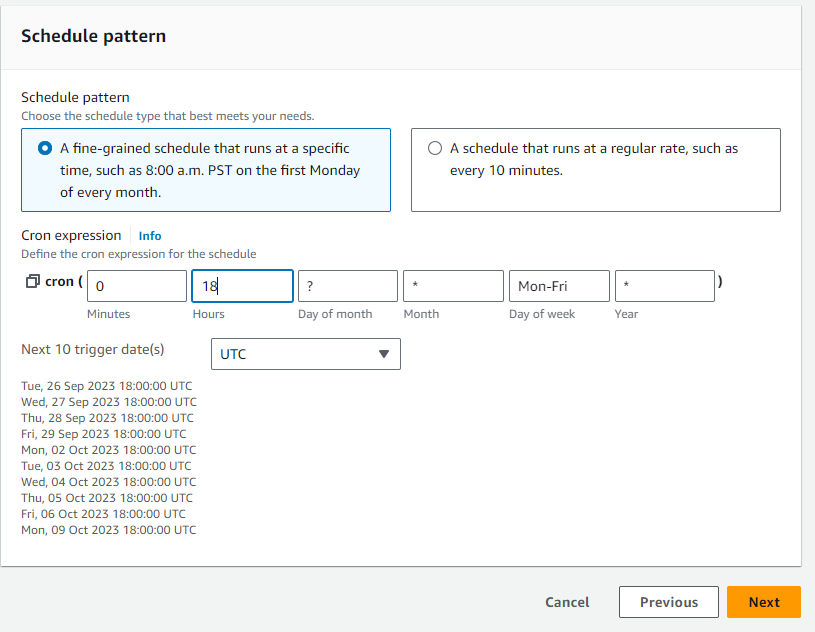 Schedule pattern
Schedule pattern
Choose the schedule type that best meets your needs.
A fine-grained schedule that runs at a specific
time, such as 8:00 a.m. PST on the first Monday
of every month.
A schedule that runs at a regular rate, such as
every 10 minutes.
Cron expression Info
Define the cron expression for the schedule
cron ( 0 18 ? * Mon-Fri * )
Minutes Hours Day of month Month Day of week Year
Next 10 trigger date(s) UTC
Tue, 26 Sep 2023 18:00:00 UTC
Wed, 27 Sep 2023 18:00:00 UTC
Thu, 28 Sep 2023 18:00:00 UTC
Fri, 29 Sep 2023 18:00:00 UTC
Mon, 02 Oct 2023 18:00:00 UTC
Tue, 03 Oct 2023 18:00:00 UTC
Wed, 04 Oct 2023 18:00:00 UTC
Thu, 05 Oct 2023 18:00:00 UTC
Fri, 06 Oct 2023 18:00:00 UTC
Mon, 09 Oct 2023 18:00:00 UTC
Cancel Previous Next